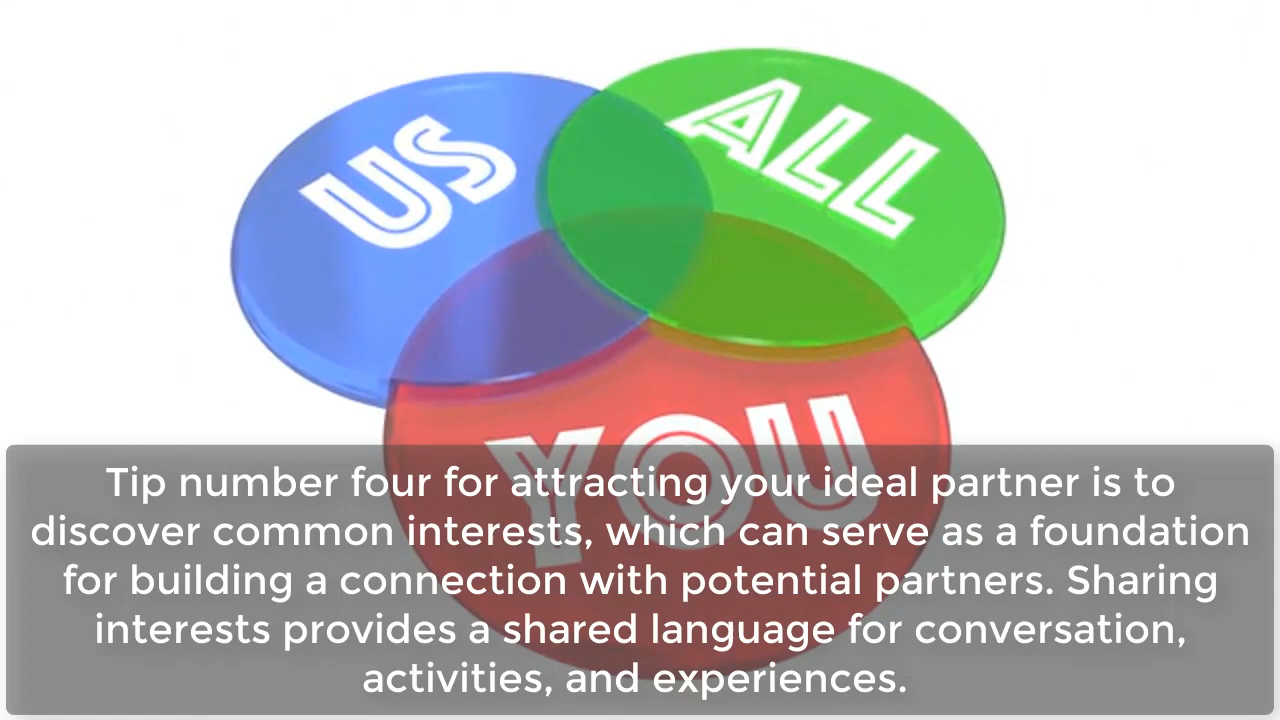 US
ALL
YOU
Tip number four for attracting your ideal partner is to
discover common interests, which can serve as a foundation
for building a connection with potential partners. Sharing
interests provides a shared language for conversation,
activities, and experiences.